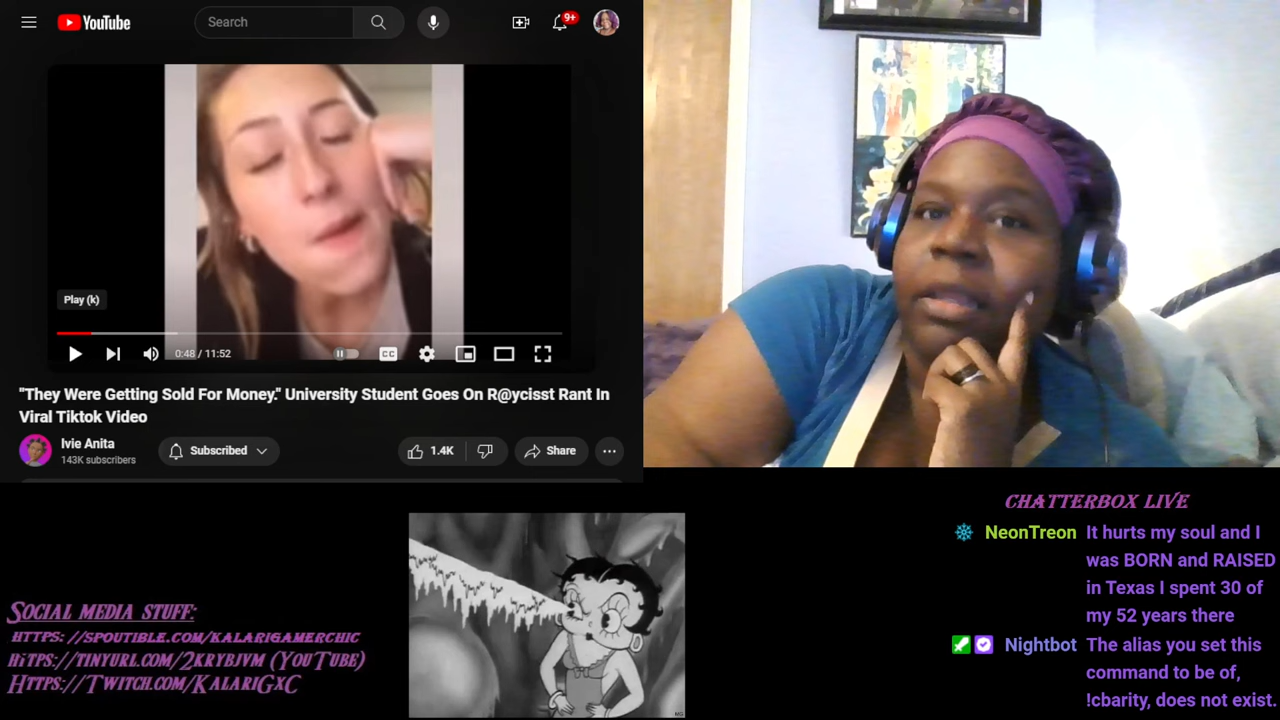 YouTube
Search
9+
Play (k)
0:48 / 11:52
CC
"They Were Getting Sold For Money." University Student Goes On R@ycisst Rant In
Viral Tiktok Video
Ivie Anita
143K subscribers
Subscribed
1.4K
Share
CHATTERBOX LIVE
NeonTreon It hurts my soul and I
was BORN and RAISED
in Texas I spent 30 of
my 52 years there
Nightbot The alias you set this
command to be of,
!cbarity, does not exist.
SOCIAL MEDIA STUFF:
HTTPS://SPOUTIBLE.COM/KALARIGAMERCHIC
HTTPS://TINYURL.COM/2KRYBJVM (YOUTUBE)
HTTPS://TWITCH.COM/KALARIGXC